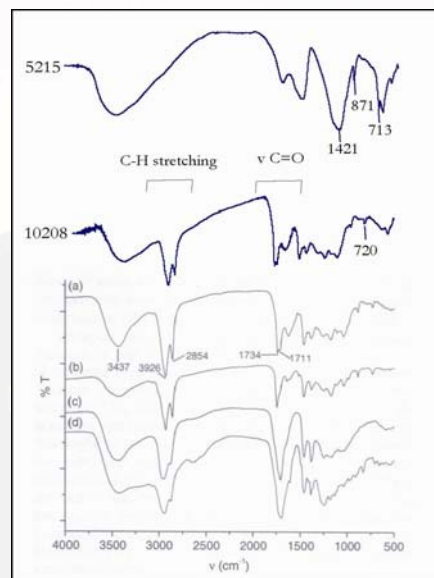 5215
871
713
1421
C-H stretching
ν C=O
10208
720
(a)
3437
3926
2854
1734
1711
(b)
(c)
(d)
% T
4000
3500
3000
2500
2000
1500
1000
500
ν (cm⁻¹)